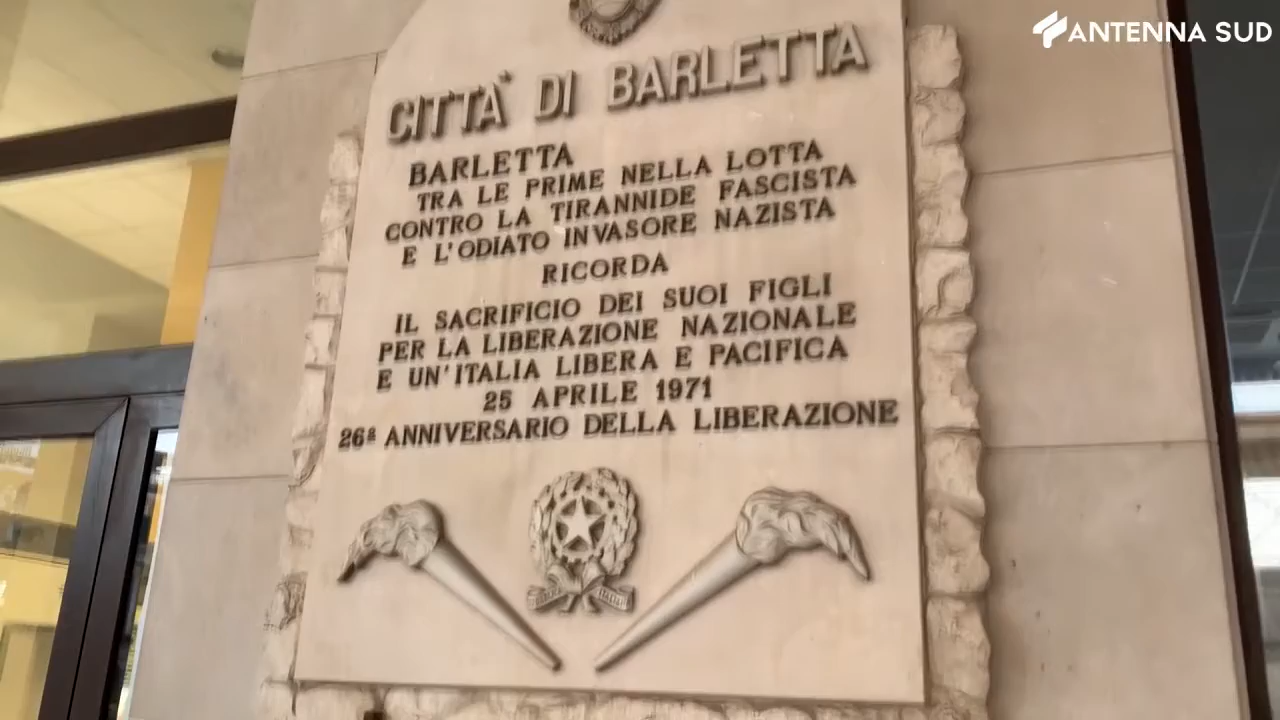 ANTENNA SUD
CITTÀ DI BARLETTA
BARLETTA
TRA LE PRIME NELLA LOTTA
CONTRO LA TIRANNIDE FASCISTA
E L'ODIATO INVASORE NAZISTA
RICORDA
IL SACRIFICIO DEI SUOI FIGLI
PER LA LIBERAZIONE NAZIONALE
E UN'ITALIA LIBERA E PACIFICA
25 APRILE 1971
26º ANNIVERSARIO DELLA LIBERAZIONE